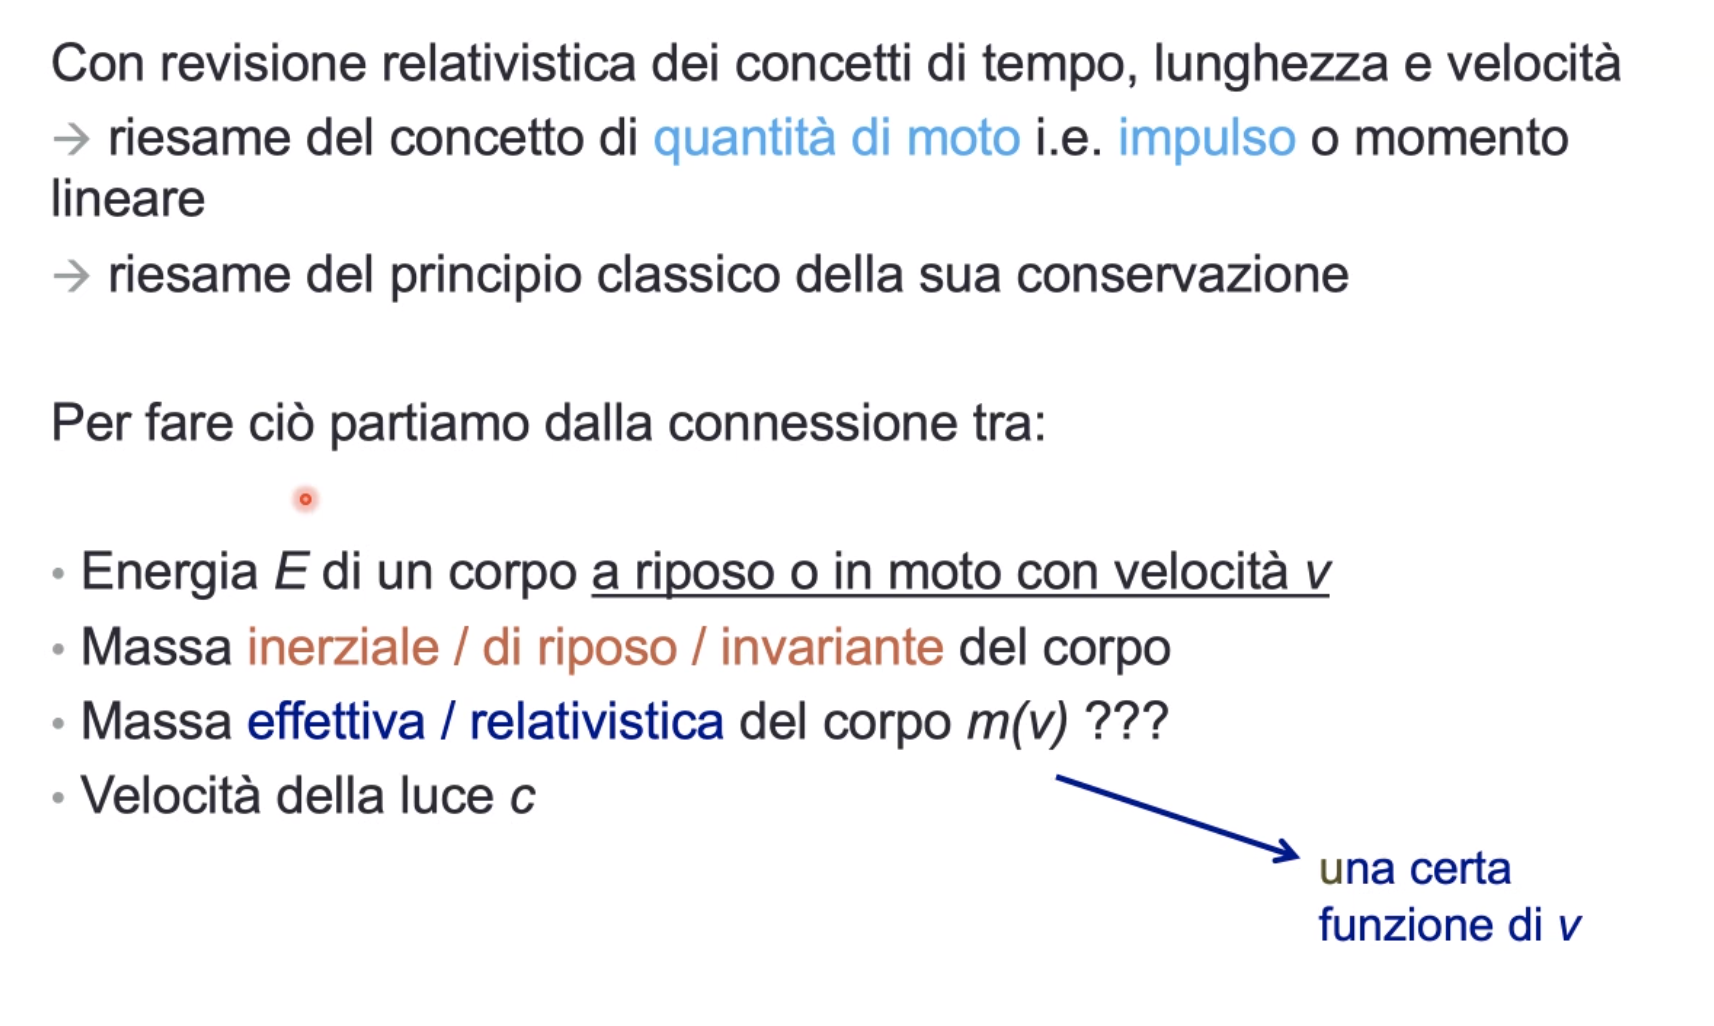 Con revisione relativistica dei concetti di tempo, lunghezza e velocità
→ riesame del concetto di quantità di moto i.e. impulso o momento
lineare
→ riesame del principio classico della sua conservazione
Per fare ciò partiamo dalla connessione tra:
• Energia E di un corpo a riposo o in moto con velocità v
• Massa inerziale / di riposo / invariante del corpo
• Massa effettiva / relativistica del corpo m(v) ???
• Velocità della luce c
una certa
funzione di v